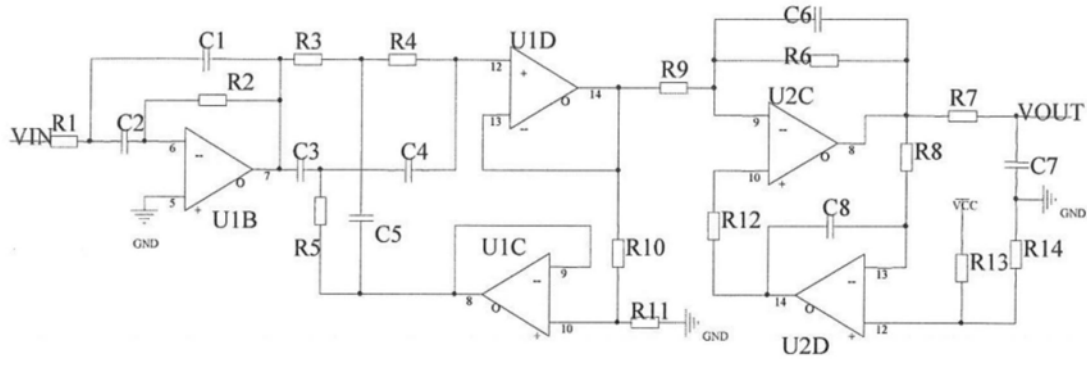 C6
C1 R3 R4 U1D
12 R6
R2 + R9
VIN R1 C2 O 14 U2C R7 VOUT
6 -- 13 -- 9 --
C3 C4 O 8 R8 C7
O 7 10 +
5 + R12 C8 VCC GND
GND U1B R5 C5 U1C R10
9 13 R13 R14
-- --
8 O R11 14 O
10 + GND 12 +
U2D